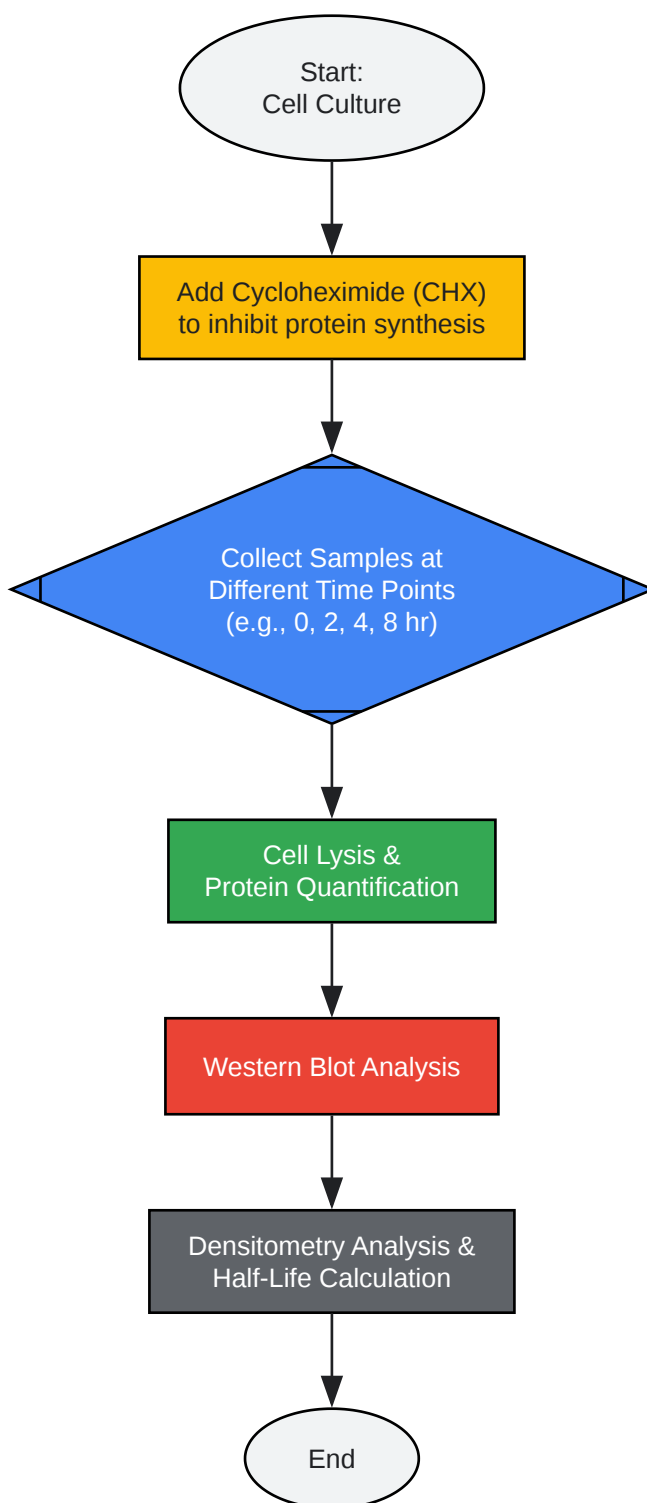 Start:
Cell Culture
Add Cycloheximide (CHX)
to inhibit protein synthesis
Collect Samples at
Different Time Points
(e.g., 0, 2, 4, 8 hr)
Cell Lysis &
Protein Quantification
Western Blot Analysis
Densitometry Analysis &
Half-Life Calculation
End